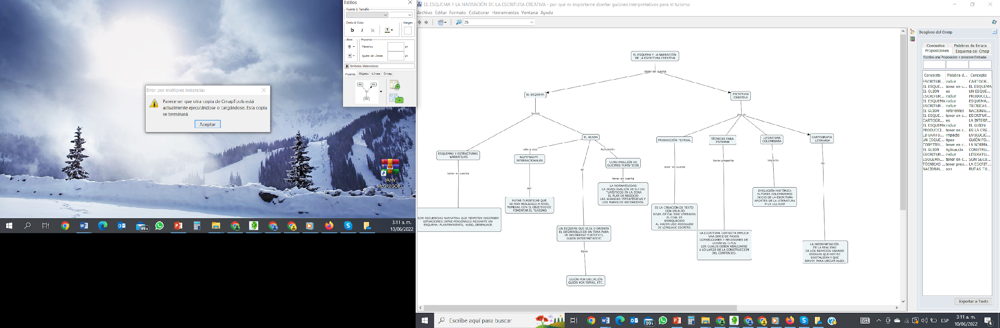 Estilos
Fuente & Tamaño
Estilo & Color
Margen
b i u T
Aline
Espaciar
Párrafos
pt
Ajuste de Líneas
pt
Símbolos Matemáticos
Fuente Objeto Línea Cmap
Abc Abc
Abc
Error por múltiples instancias
Parece ser que otra copia de CmapTools está
actualmente ejecutándose o cargándose. Esta copia
se terminará.
Aceptar
JAHV
McGREGOR...
99+
3:11 a. m.
10/06/2022
EL ESQUEMA Y LA NARRACIÓN DE LA ESCRITURA CREATIVA - por qué es importante diseñar guiones interpretativos para el turismo
Archivo Editar Formato Colaborar Herramientas Ventana Ayuda
75
EL ESQUEMA Y LA NARRACIÓN
DE LA ESCRITURA CREATIVA
tener en cuenta
EL ESQUEMA
ESCRITURA
CREATIVA
incluir
incluir
EL GUION
PRODUCCIÓN TEXTUAL
TÉCNICAS PARA
ESCRIBIR
LITERATURA
COLOMBIANA
CARTOGRAFÍA
LITERARIA
referentes
Aplicación
ESQUEMAS Y ESTRUCTURAS
NARRATIVAS
NACIONALES
INTERNACIONALES
CONSTRUCCIÓN DE
GUIONES TURISTICOS
tener presente
impacto
es
tener en cuenta
es
tener en cuenta
tener en cuenta
son
LA NORMATIVIDAD
LA INVESTIGACIÓN DE SITIOS
TURÍSTICOS EN LA ZONA
EL PLAN DE NEGOCIO
LAS ALIANZAS ESTRATÉGICAS Y
LOS MAPAS DE RECORRIDOS.
EVOLUCIÓN HISTÓRICA
AUTORES COLOMBIANOS
INICIO DE LA ESCRITURA
APORTES DE LA LITERATURA
A LA CULTURA
RUTAS TURISTICAS QUE
SE HAN REALIZADO A NIVEL
MUNDIAL CON EL OBJETIVO DE
FOMENTAR EL TURISMO
ES LA CREACIÓN DE TEXTO
CON UN ALTO
NIVEL DE CALIDAD LITERARIA
EL CUAL ES
ENRIQUECIDO
AL HACER USO ADECUADO
DE LENGUAJE ESCRITO.
SON SECUENCIAS NARRATIVA QUE PERMITEN DESCRIBIR
SITUACIONES ENTRE PERSONAJES MEDIANTE UN
ESQUEMA: PLANTEAMIENTO, NUDO, DESENLACE.
UN ESQUEMA QUE GUIA U ORIENTA
EL DESARROLLO DE UN TEMA PARA
UN RECORRIDO TURÍSTICO,
GUION INTERPRETATIVO.
LA ESCRITURA CORRECTA IMPLICA
UNA SERIE DE PASOS
CORRECCIONES Y REVISIONES DE
DIFENTES TIPOS
LOS CUALES DEBEN REALIZARSE
A LO LARGO DE LA CONSTRUCCIÓN
DEL CONTENIDO.
LA INTERPRETACIÓN
DE LA REALIDAD
DE LOS ESPACIOS USANDO
ESCALAS QUE HOY SE
DIGITALIZAN Y QUE
SIRVEN PARA UBICAR ALGO..
tipos
GUIÓN POR UBICACIÓN
GUIÓN POR TEMAS, ETC.
Desglose del Cmap
Conceptos Palabras de Enlace
Proposiciones Esquema del Cmap
Escriba una Proposición y presione Entrada
Concepto Palabra d... Concepto
ESCRITUR... incluir CARTOGR...
EL ESQUE... tener en c... EL ESQUEMA
EL GUION es UN ESQUE...
ESCRITUR... incluir PRODUCCI...
EL ESQUEMA incluir ESQUEMA...
ESCRITUR... incluir TÉCNICAS...
EL GUION referentes NACIONAL...
EL ESQUE... tener en c... ESCRITUR...
CARTOGR... es LA INTERP...
EL ESQUEMA incluir EL GUION
PRODUCCI... tener en c... ES LA CRE...
LITERATU... impacto EVOLUCIÓ...
UN ESQUE... tipos GUIÓN PO...
CONSTRU... tener en c... LA NORMA...
EL GUION Aplicación CONSTRU...
ESCRITUR... incluir LITERATU...
ESQUEMA... tener en c... SON SECU...
TÉCNICAS ... tener pres... LA ESCRIT...
NACIONAL... son RUTAS TU...
Exportar a Texto
Escribe aquí para buscar
99+
ESP
3:11 a. m.
10/06/2022
4